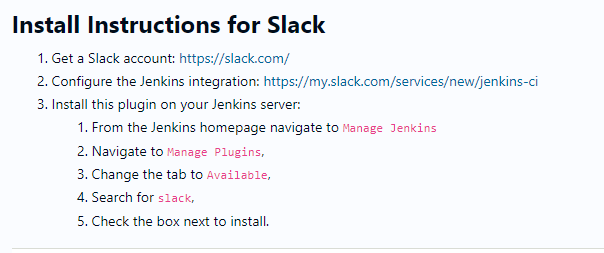 Install Instructions for Slack
1. Get a Slack account: https://slack.com/
2. Configure the Jenkins integration: https://my.slack.com/services/new/jenkins-ci
3. Install this plugin on your Jenkins server:
1. From the Jenkins homepage navigate to Manage Jenkins
2. Navigate to Manage Plugins,
3. Change the tab to Available,
4. Search for slack,
5. Check the box next to install.